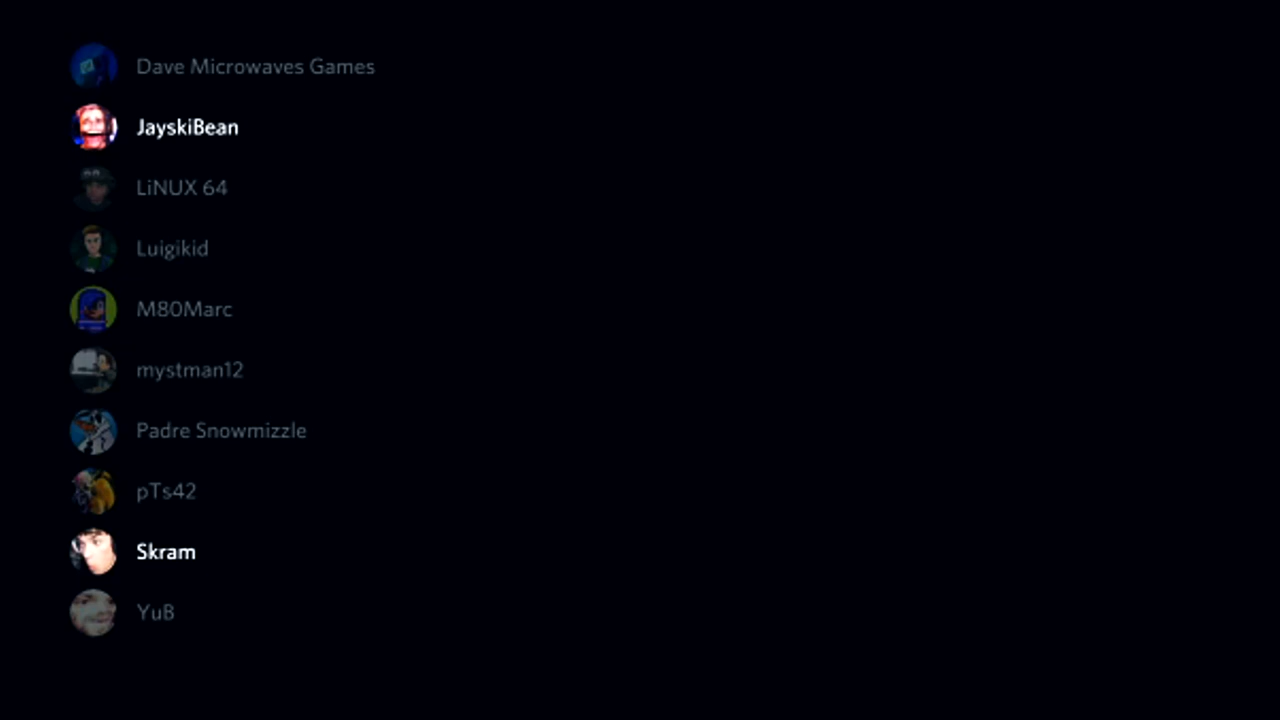 Dave Microwaves Games
JayskiBean
LiNUX 64
Luigikid
M80Marc
mystman12
Padre Snowmizzle
pTs42
Skram
YuB